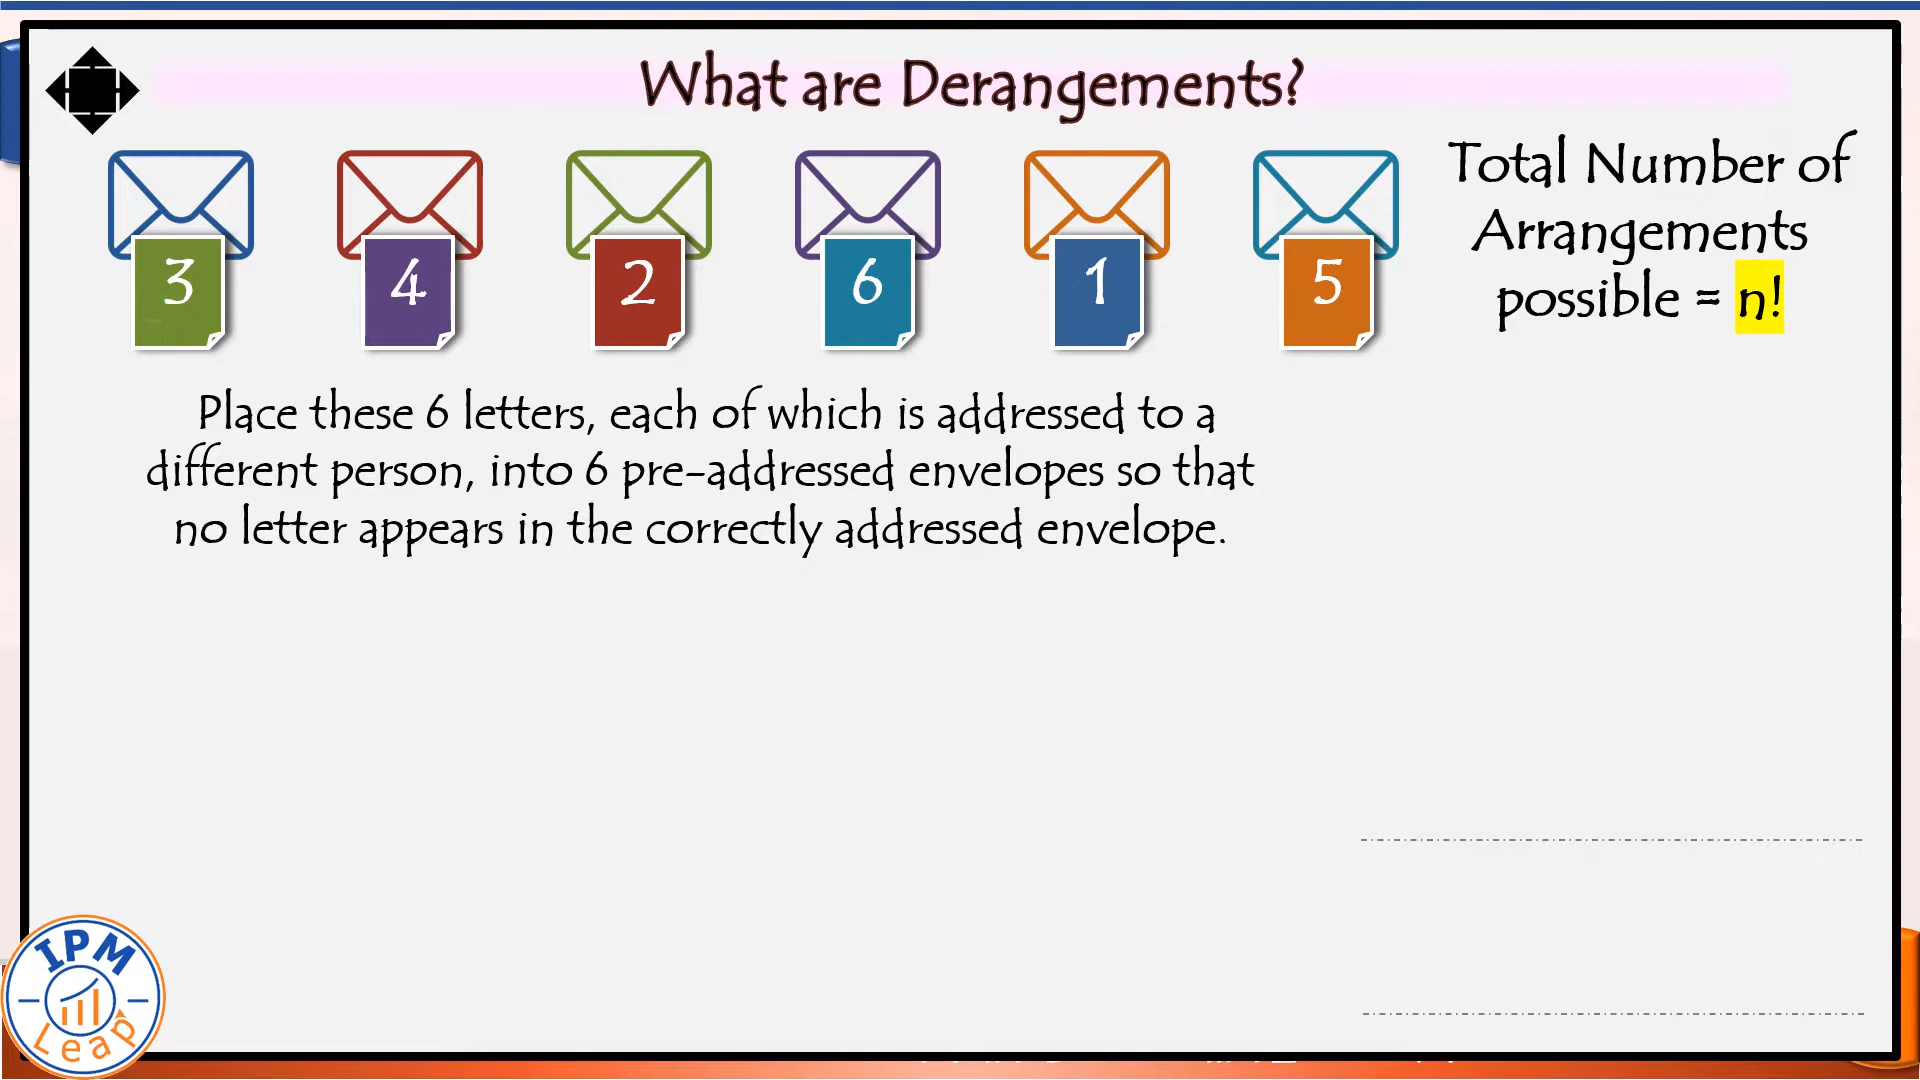 What are Derangements?
3 4 2 6 1 5
Total Number of
Arrangements
possible = n!
Place these 6 letters, each of which is addressed to a
different person, into 6 pre-addressed envelopes so that
no letter appears in the correctly addressed envelope.
IPM
Leap